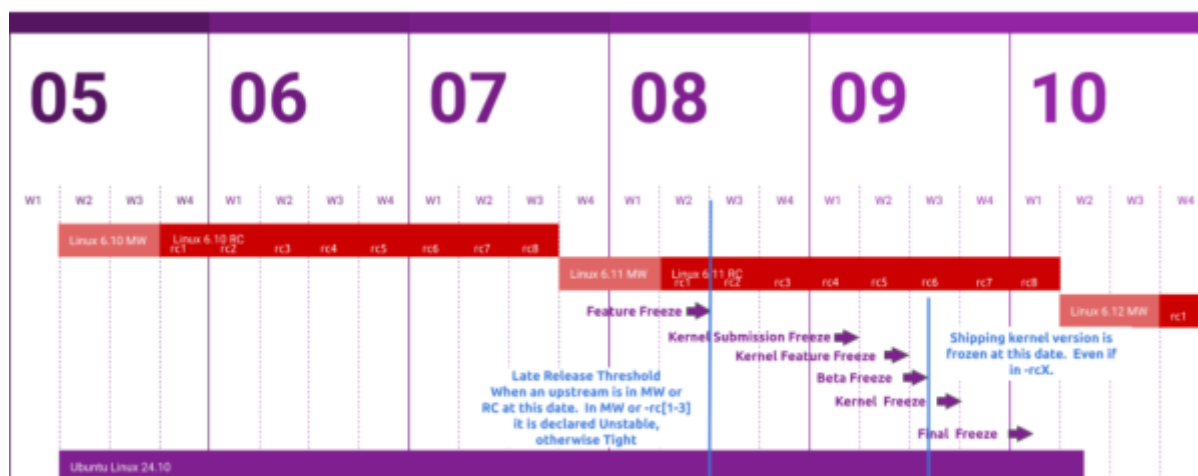 05 06 07 08 09 10
W1 W2 W3 W4 W1 W2 W3 W4 W1 W2 W3 W4 W1 W2 W3 W4 W1 W2 W3 W4 W1 W2 W3 W4
Linux 6.10 MW Linux 6.10 RC
rc1 rc2 rc3 rc4 rc5 rc6 rc7 rc8
Linux 6.11 MW Linux 6.11 RC
rc1 rc2 rc3 rc4 rc5 rc6 rc7 rc8
Linux 6.12 MW rc1
Feature Freeze
Kernel Submission Freeze
Kernel Feature Freeze
Beta Freeze
Kernel Freeze
Final Freeze
Shipping kernel version is
frozen at this date. Even if
in -rcX.
Late Release Threshold
When an upstream is in MW or
RC at this date. In MW or -rc[1-3]
it is declared Unstable,
otherwise Tight
Ubuntu Linux 24.10